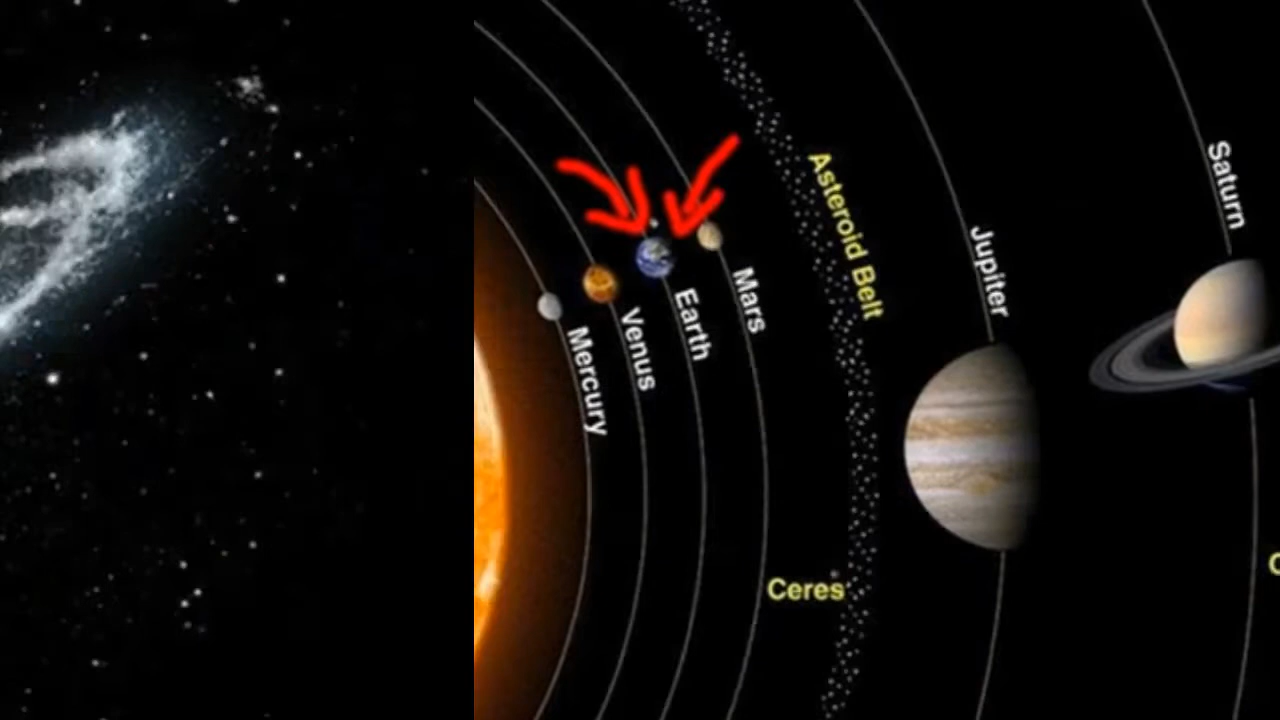 Mercury
Venus
Earth
Mars
Asteroid Belt
Ceres
Jupiter
Saturn